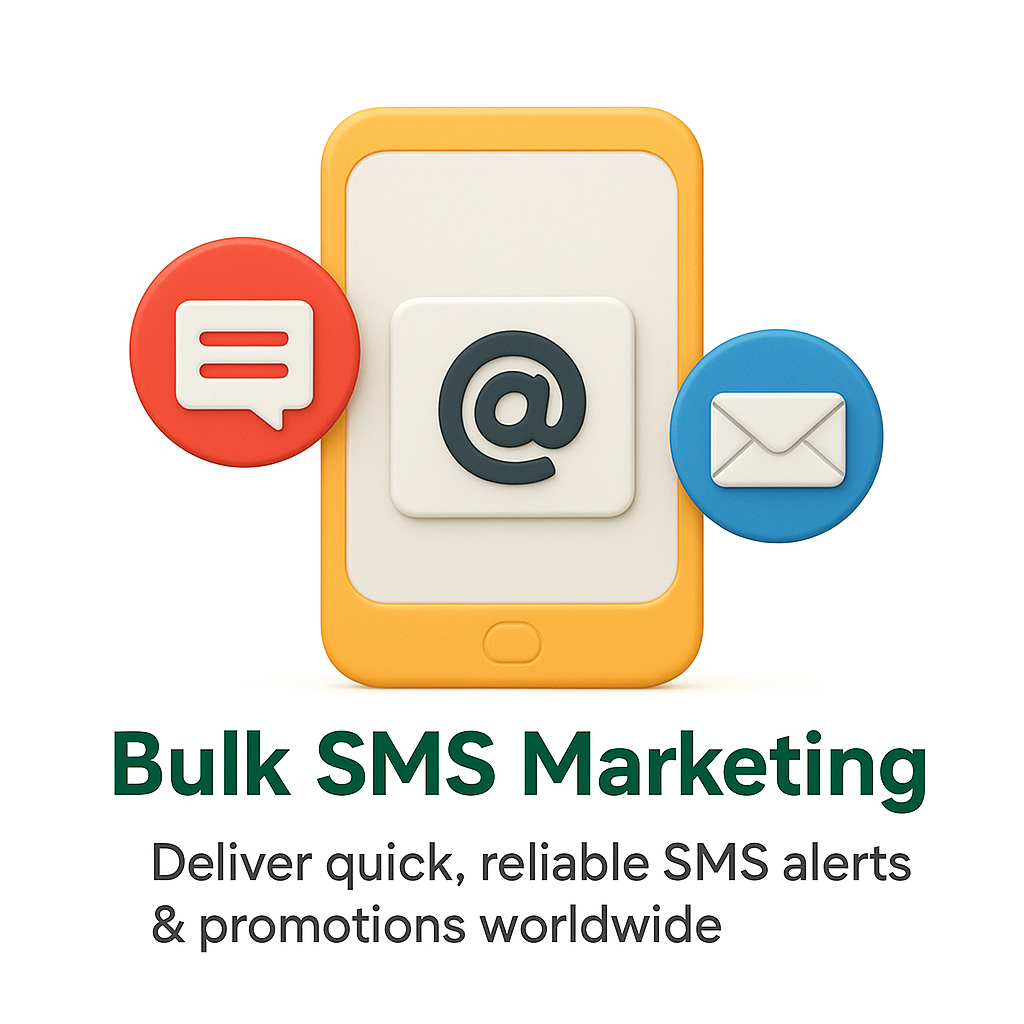 @
Bulk SMS Marketing
Deliver quick, reliable SMS alerts
& promotions worldwide